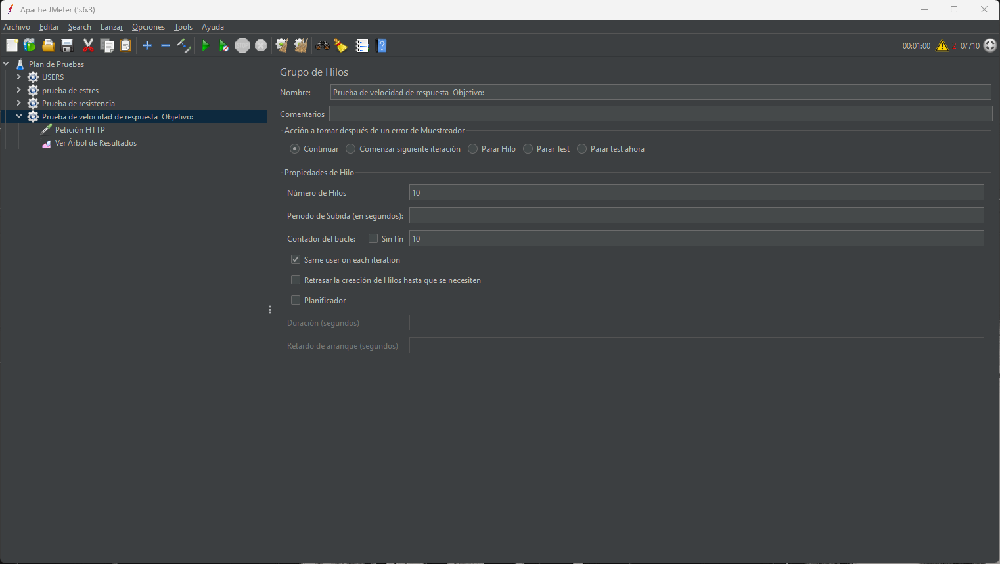 Apache JMeter (5.6.3)
Archivo Editar Search Lanzar Opciones Tools Ayuda
STOP
00:01:00 2 0/710
Plan de Pruebas
USERS
prueba de estres
Prueba de resistencia
Prueba de velocidad de respuesta  Objetivo:
Petición HTTP
Ver Árbol de Resultados
Grupo de Hilos
Nombre: Prueba de velocidad de respuesta  Objetivo:
Comentarios
Acción a tomar después de un error de Muestreador
Continuar Comenzar siguiente iteración Parar Hilo Parar Test Parar test ahora
Propiedades de Hilo
Número de Hilos 10
Periodo de Subida (en segundos):
Contador del bucle: Sin fín 10
Same user on each iteration
Retrasar la creación de Hilos hasta que se necesiten
Planificador
Duración (segundos)
Retardo de arranque (segundos)